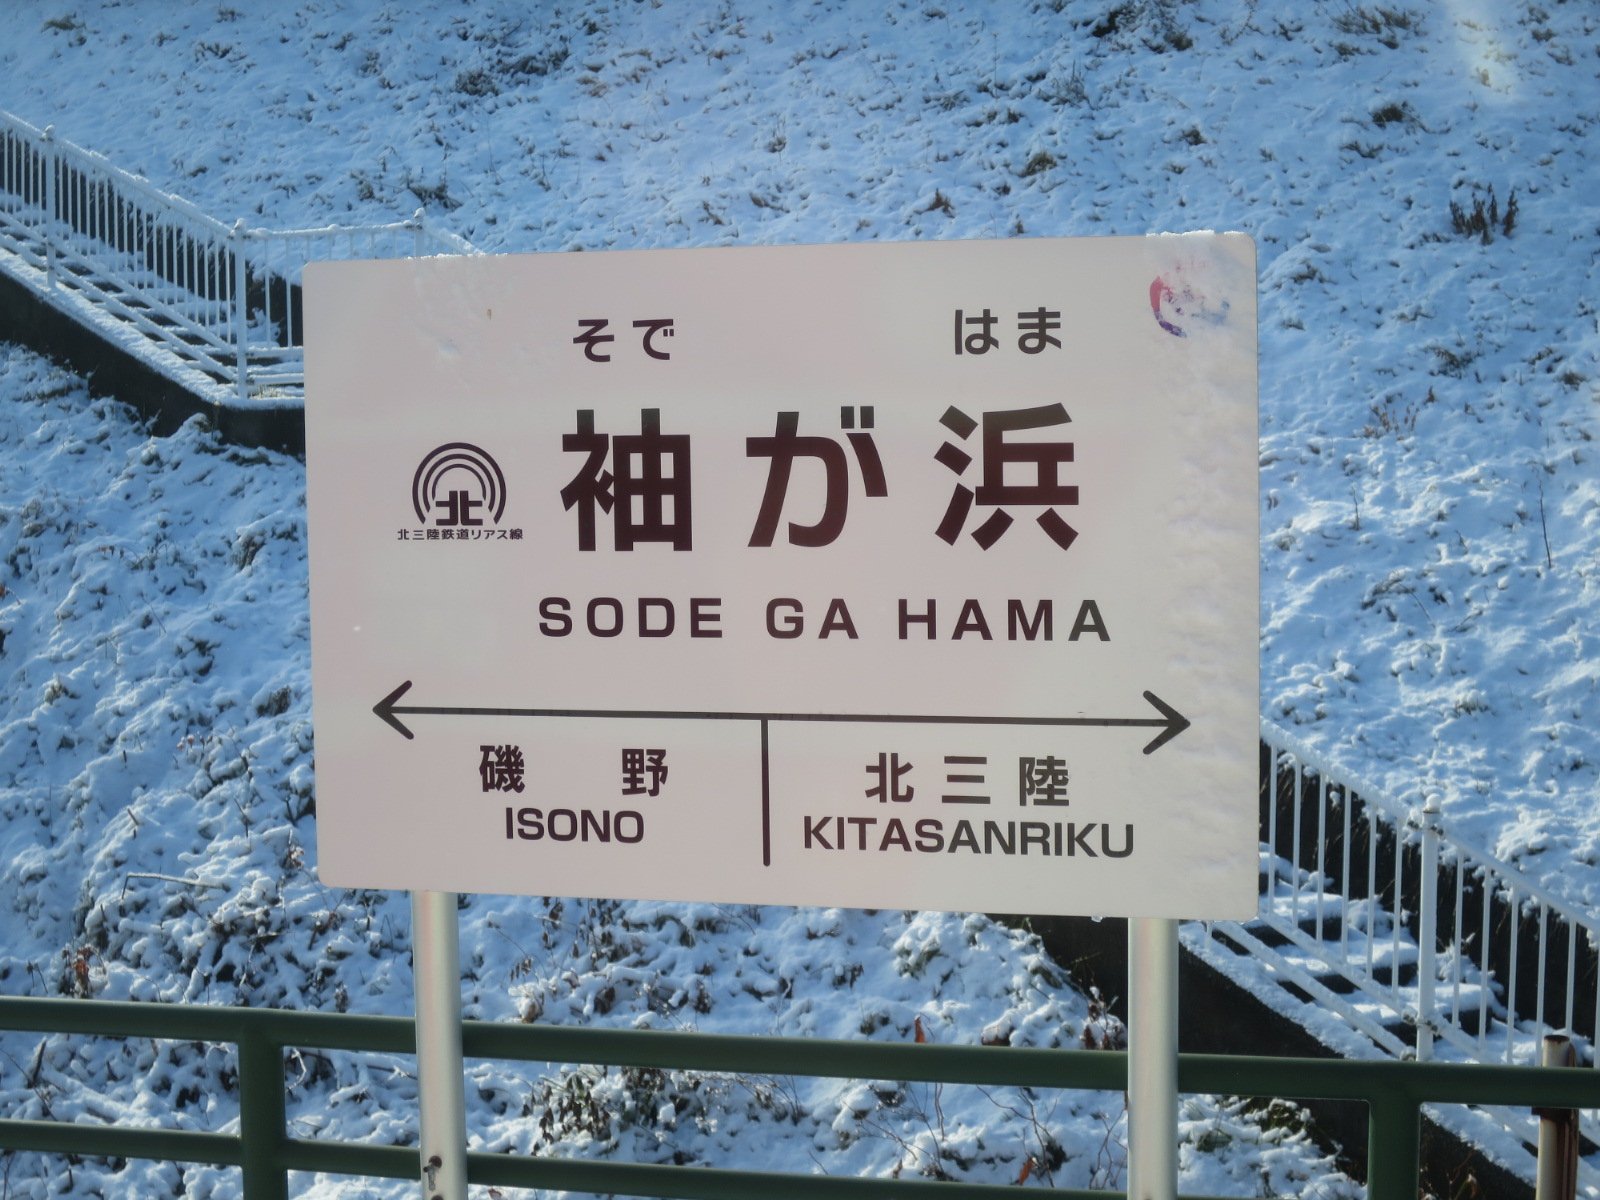 そで はま
袖が浜
北
北三陸鉄道リアス線
SODE GA HAMA
磯野 北三陸
ISONO KITASANRIKU